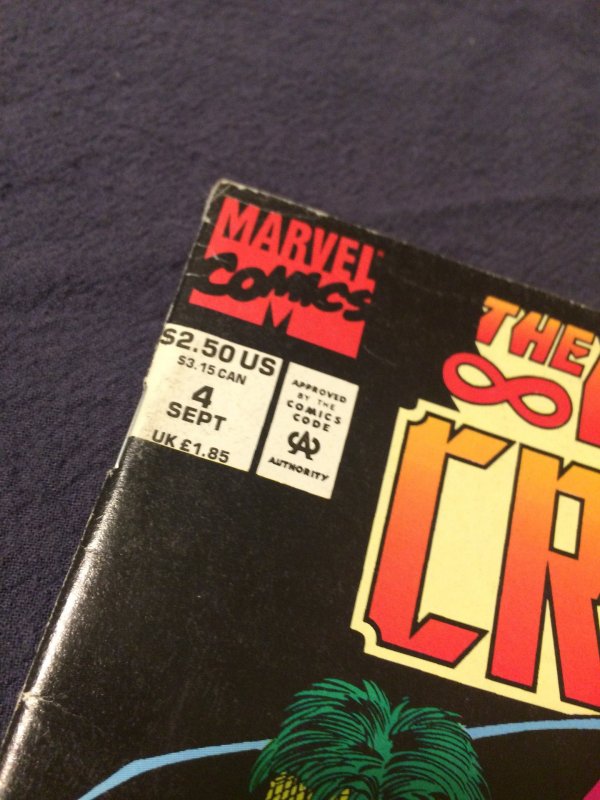 MARVEL
COMICS
M
$2.50 US
$3.15 CAN
4
SEPT
UK £1.85
APPROVED
BY THE
COMICS
CODE
CA
AUTHORITY
THE
∞
CR